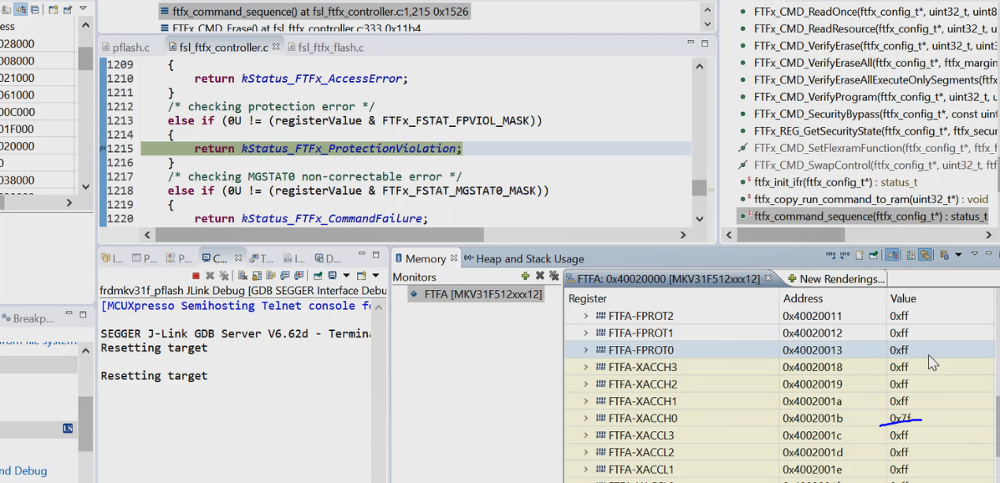 ess
028000
008000
021000
061000
00C000
01F000
020000
0
038000
ftfx_command_sequence() at fsl_ftfx_controller.c:1,215 0x1526
FTFx_CMD_Erase() at fsl_ftfx_controller.c:333 0x11b4
pflash.c
fsl_ftfx_controller.c
fsl_ftfx_flash.c
1209 {
1210 return kStatus_FTFx_AccessError;
1211 }
1212 /* checking protection error */
1213 else if (0U != (registerValue & FTFx_FSTAT_FPVIOL_MASK))
1214 {
1215 return kStatus_FTFx_ProtectionViolation;
1216 }
1217 /* checking MGSTAT0 non-correctable error */
1218 else if (0U != (registerValue & FTFx_FSTAT_MGSTAT0_MASK))
1219 {
1220 return kStatus_FTFx_CommandFailure;
FTFx_CMD_ReadOnce(ftfx_config_t*, uint32_t, uint8
FTFx_CMD_ReadResource(ftfx_config_t*, uint32_t, u
FTFx_CMD_VerifyErase(ftfx_config_t*, uint32_t, uint3
FTFx_CMD_VerifyEraseAll(ftfx_config_t*, ftfx_margin
FTFx_CMD_VerifyEraseAllExecuteOnlySegments(ftfx
FTFx_CMD_VerifyProgram(ftfx_config_t*, uint32_t, u
FTFx_CMD_SecurityBypass(ftfx_config_t*, const uint
FTFx_REG_GetSecurityState(ftfx_config_t*, ftfx_secur
FTFx_CMD_SetFlexramFunction(ftfx_config_t*, ftfx_f
FTFx_CMD_SwapControl(ftfx_config_t*, uint32_t, ftf
ftfx_init_ifr(ftfx_config_t*) : status_t
ftfx_copy_run_command_to_ram(uint32_t*) : void
ftfx_command_sequence(ftfx_config_t*) : status_t
Breakp...
from file system.
nd Debug
I... P... P... C... T... I... D...
frdmkv31f_pflash JLink Debug [GDB SEGGER Interface Debu
[MCUXpresso Semihosting Telnet console fo
SEGGER J-Link GDB Server V6.62d - Termina
Resetting target
Resetting target
Memory
Heap and Stack Usage
Monitors
FTFA [MKV31F512xxx12]
FTFA: 0x40020000 [MKV31F512xxx12]
New Renderings...
Register Address Value
FTFA-FPROT2 0x40020011 0xff
FTFA-FPROT1 0x40020012 0xff
FTFA-FPROT0 0x40020013 0xff
FTFA-XACCH3 0x40020018 0xff
FTFA-XACCH2 0x40020019 0xff
FTFA-XACCH1 0x4002001a 0xff
FTFA-XACCH0 0x4002001b 0x7f
FTFA-XACCL3 0x4002001c 0xff
FTFA-XACCL2 0x4002001d 0xff
FTFA-XACCL1 0x4002001e 0xff